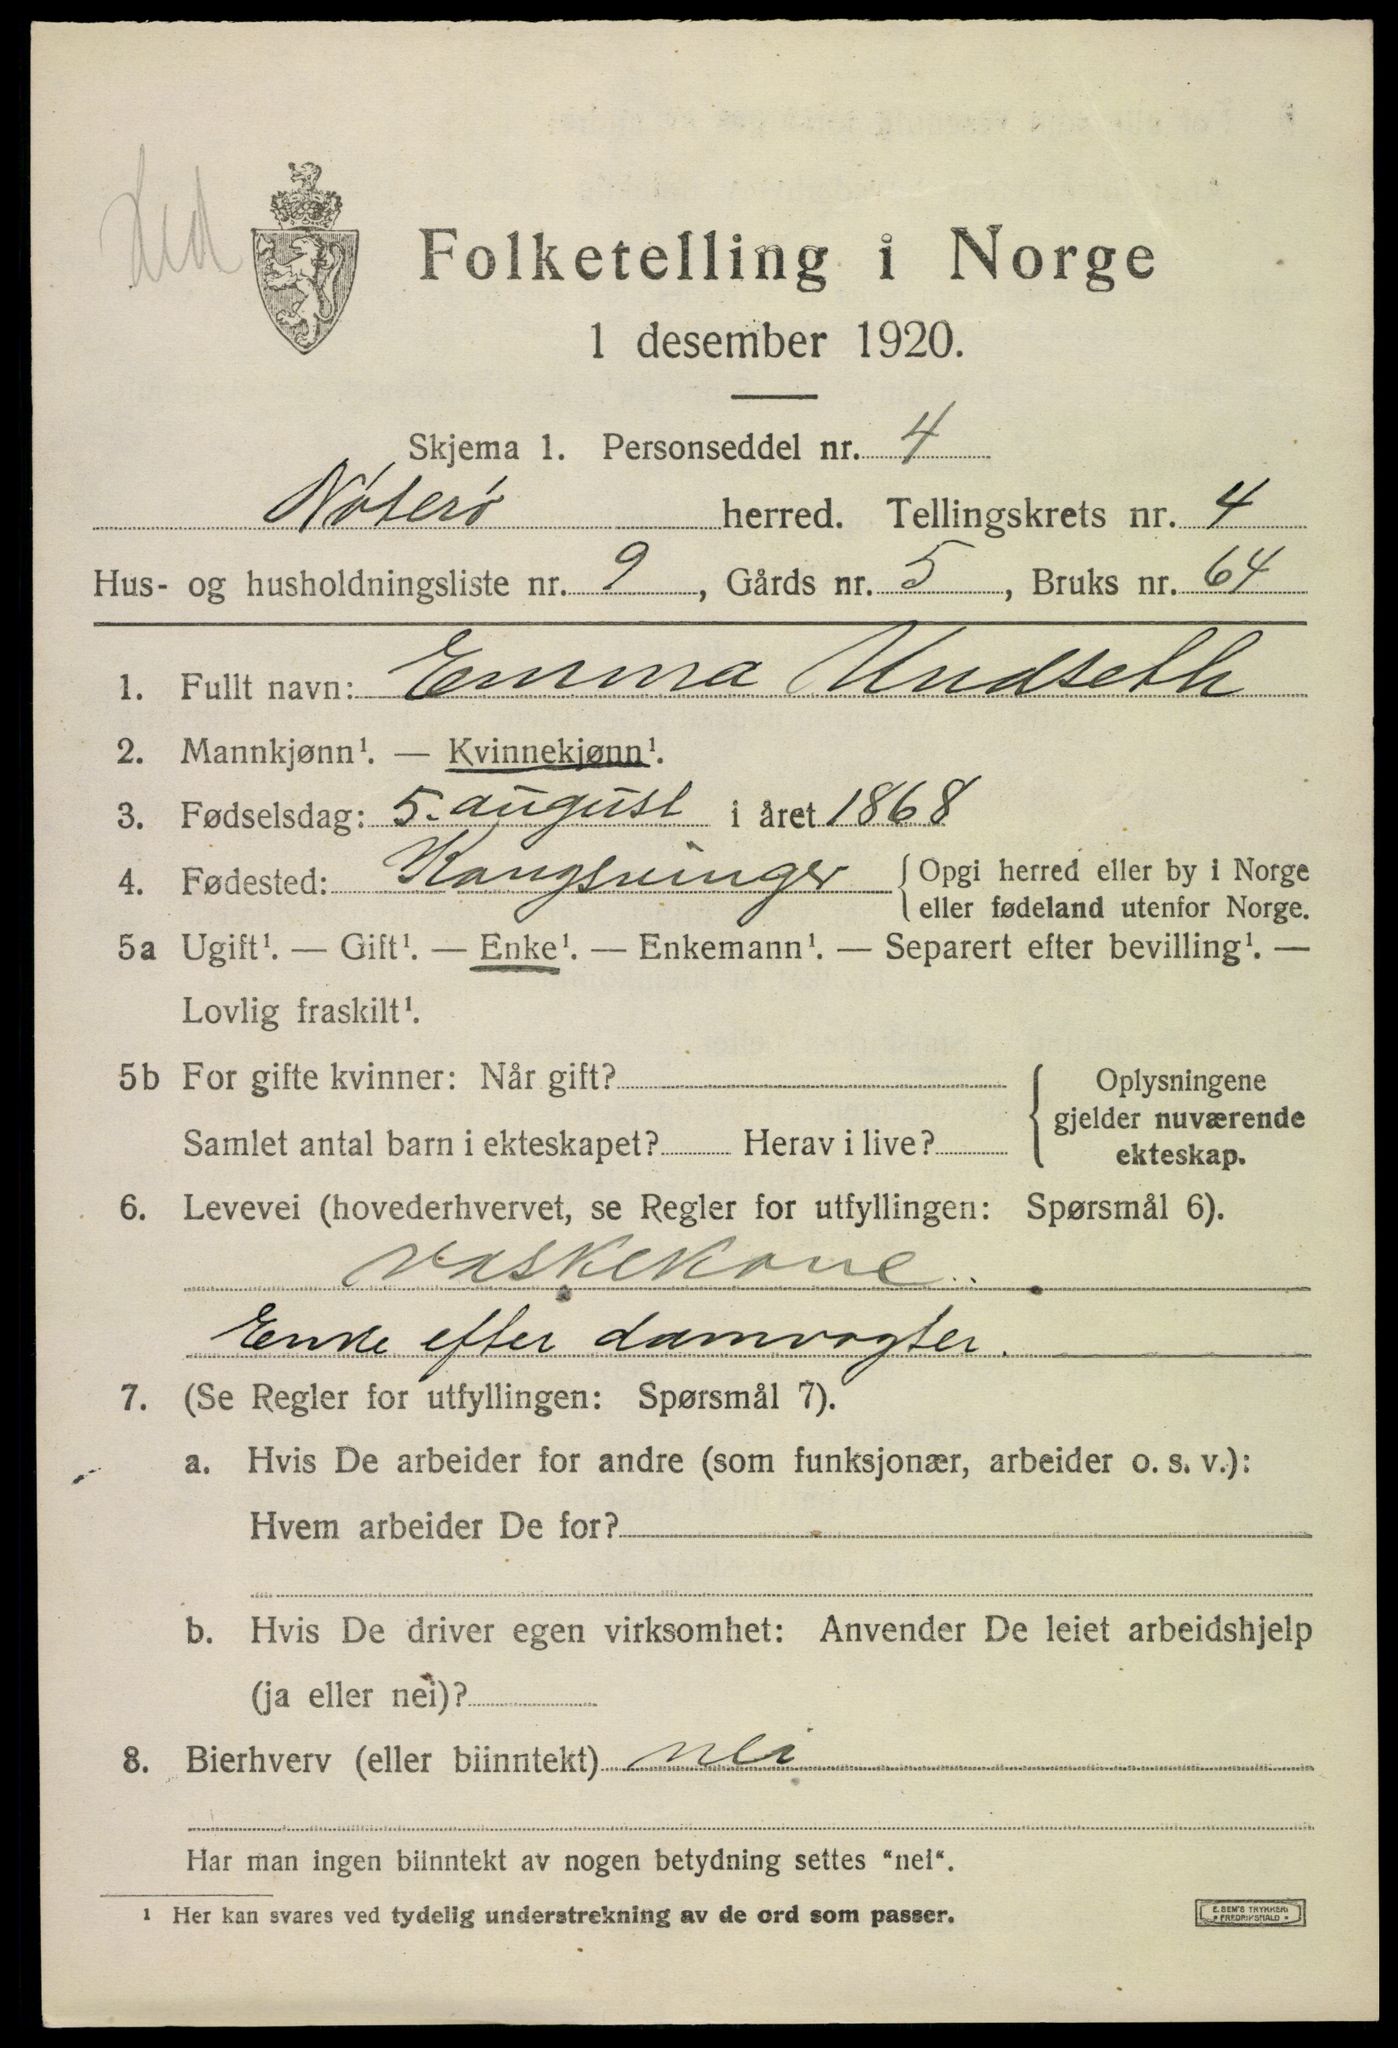 Folketelling i Norge
1 desember 1920.
Skjema 1. Personseddel nr. 4
Nøterø herred. Tellingskrets nr. 4
Hus- og husholdningsliste nr. 9, Gårds nr. 5, Bruks nr. 64
1. Fullt navn: Emma Undseth
2. Mannkjønn¹. — Kvinnekjønn¹.
3. Fødselsdag: 5. august i året 1868
4. Fødested: Kongsvinger { Opgi herred eller by i Norge
eller fødeland utenfor Norge.
5a Ugift¹. — Gift¹. — Enke¹. — Enkemann¹. — Separert efter bevilling¹. —
Lovlig fraskilt¹.
5b For gifte kvinner: Når gift?
Samlet antal barn i ekteskapet? Herav i live?
Oplysningene
gjelder nuværende
ekteskap.
6. Levevei (hovederhvervet, se Regler for utfyllingen: Spørsmål 6).
vaskekone
Enke efter damvogter.
7. (Se Regler for utfyllingen: Spørsmål 7).
a. Hvis De arbeider for andre (som funksjonær, arbeider o. s. v.):
Hvem arbeider De for?
b. Hvis De driver egen virksomhet: Anvender De leiet arbeidshjelp
(ja eller nei)?
8. Bierhverv (eller biinntekt) nei
Har man ingen biinntekt av nogen betydning settes “nei“.
¹ Her kan svares ved tydelig understrekning av de ord som passer.
E. SEM'S TRYKKERI
FREDRIKSHALD